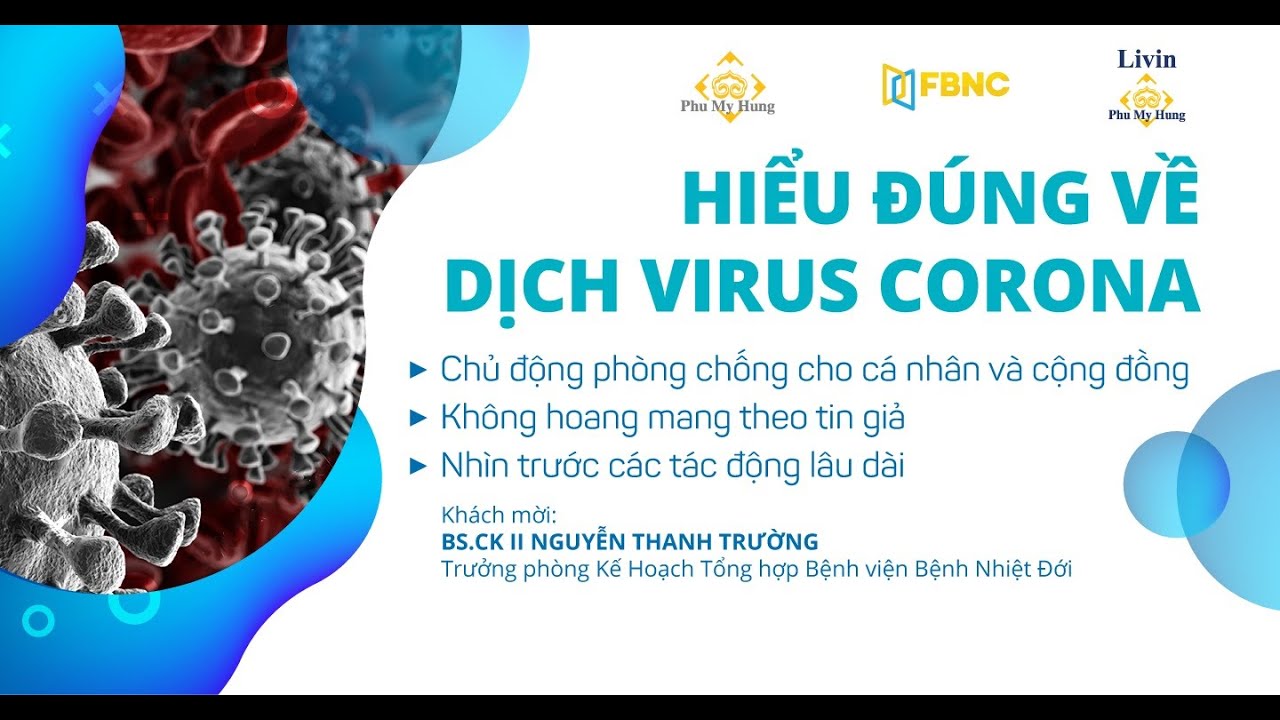 Phu My Hung
FBNC
Livin
Phu My Hung
HIỂU ĐÚNG VỀ
DỊCH VIRUS CORONA
Chủ động phòng chống cho cá nhân và cộng đồng
Không hoang mang theo tin giả
Nhìn trước các tác động lâu dài
Khách mời:
BS.CK II NGUYỄN THANH TRƯỜNG
Trưởng phòng Kế Hoạch Tổng hợp Bệnh viện Bệnh Nhiệt Đới